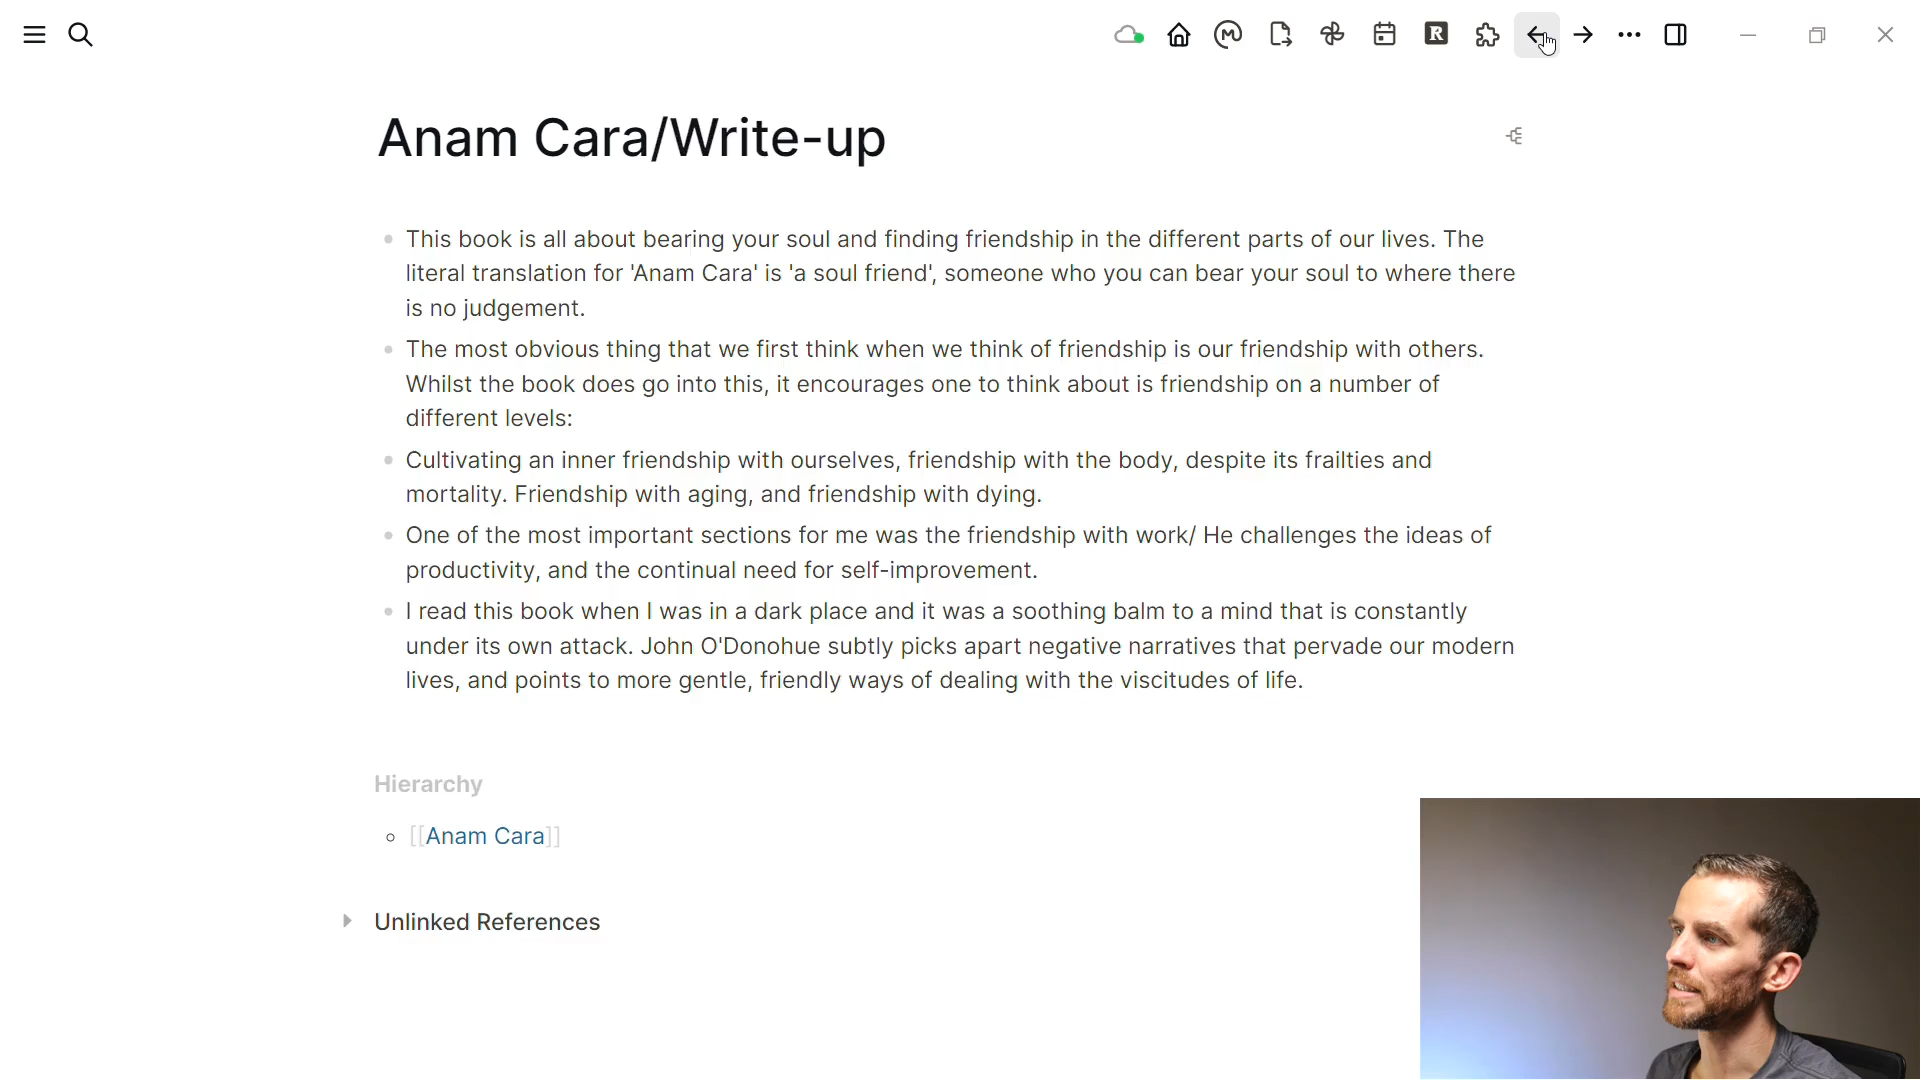 R
Anam Cara/Write-up
This book is all about bearing your soul and finding friendship in the different parts of our lives. The
literal translation for 'Anam Cara' is 'a soul friend', someone who you can bear your soul to where there
is no judgement.
The most obvious thing that we first think when we think of friendship is our friendship with others.
Whilst the book does go into this, it encourages one to think about is friendship on a number of
different levels:
Cultivating an inner friendship with ourselves, friendship with the body, despite its frailties and
mortality. Friendship with aging, and friendship with dying.
One of the most important sections for me was the friendship with work/ He challenges the ideas of
productivity, and the continual need for self-improvement.
I read this book when I was in a dark place and it was a soothing balm to a mind that is constantly
under its own attack. John O'Donohue subtly picks apart negative narratives that pervade our modern
lives, and points to more gentle, friendly ways of dealing with the viscitudes of life.
Hierarchy
[[Anam Cara]]
Unlinked References